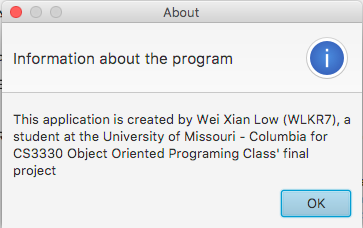 About
Information about the program
This application is created by Wei Xian Low (WLKR7), a
student at the University of Missouri - Columbia for
CS3330 Object Oriented Programing Class' final
project
OK